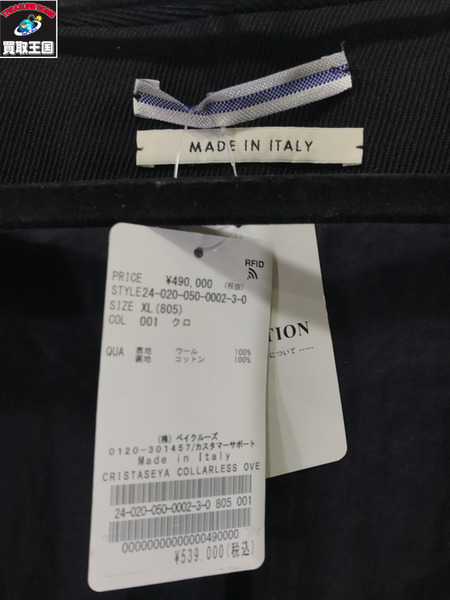 TREASURE MARKET
買取王国
MADE IN ITALY
RFID
PRICE ¥490,000 (税抜)
STYLE24-020-050-0002-3-0
SIZE XL(805)
COL 001 クロ
QUA 表地 ウール 100%
裏地 コットン 100%
TION
について -----
(株) ベイクルーズ
0120-301457/カスタマーサポート
Made in Italy
CRISTASEYA COLLARLESS OVE
24-020-050-0002-3-0 805 001
00000000000000490000
¥539,000(税込)